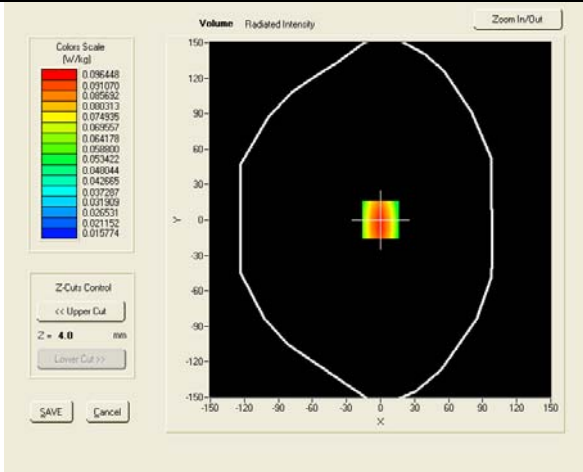 Volume Radiated Intensity
Zoom In/Out
Colors Scale
(W/kg)
0.096448
0.091070
0.085692
0.080313
0.074935
0.069557
0.064178
0.058800
0.053422
0.048044
0.042665
0.037287
0.031909
0.026531
0.021152
0.015774
Z-Cuts Control
<< Upper Cut
Z = 4.0 mm
Lower Cut >>
SAVE Cancel
150
120
90
60
30
0
-30
-60
-90
-120
-150
Y
-150 -120 -90 -60 -30 0 30 60 90 120 150
X